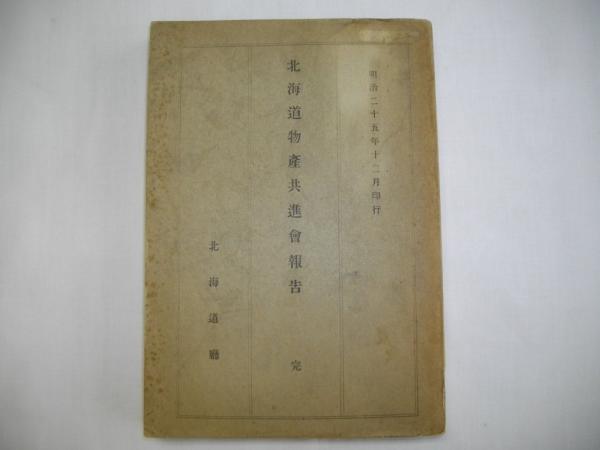 明治二十五年十二月印行
北海道物產共進會報告　完
北海道廳